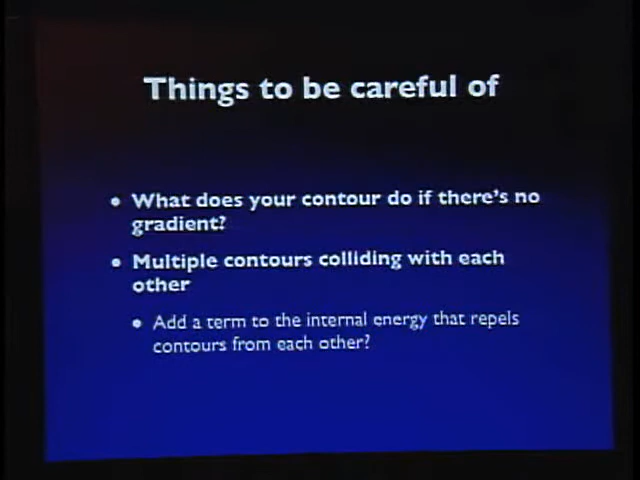 Things to be careful of
• What does your contour do if there's no
gradient?
• Multiple contours colliding with each
other
• Add a term to the internal energy that repels
contours from each other?